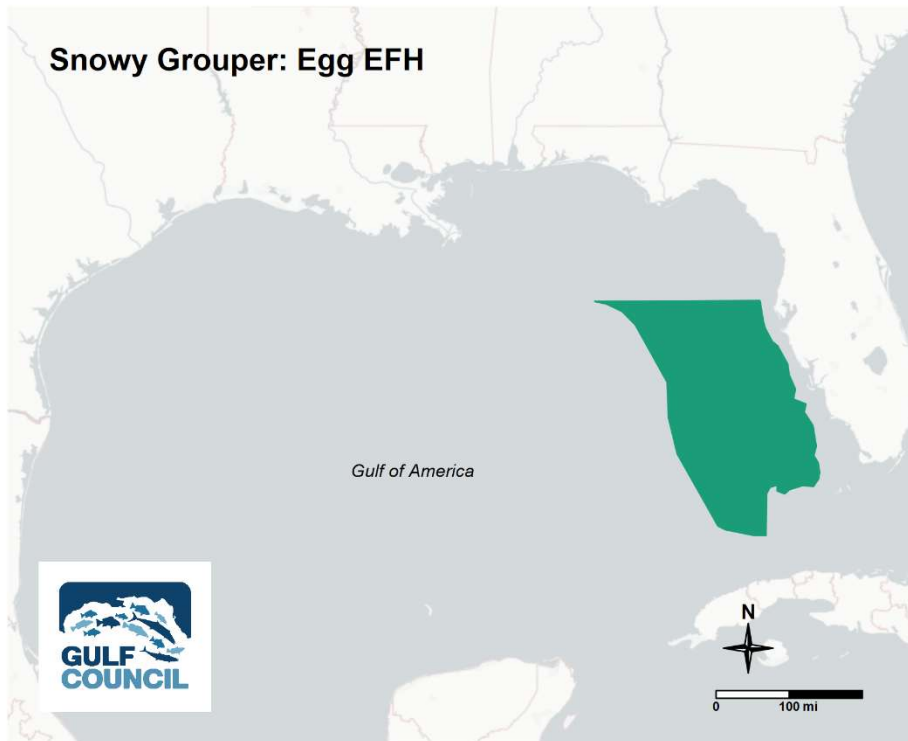 Snowy Grouper: Egg EFH
Gulf of America
GULF
COUNCIL
N
0 100 mi